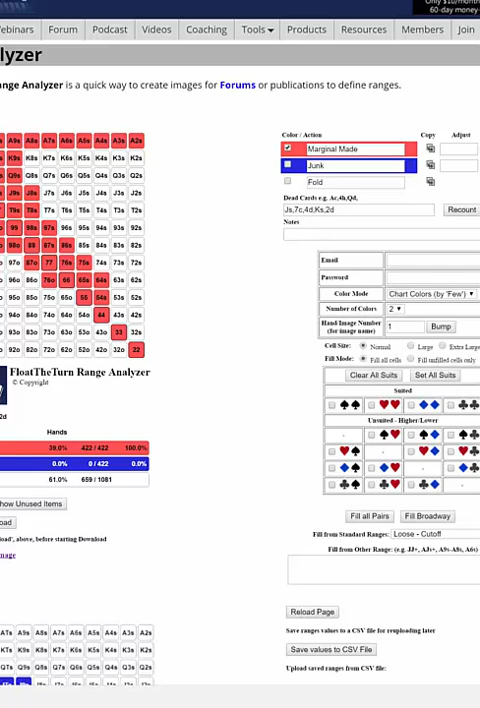 Only $10/month
60-day money-
Webinars Forum Podcast Videos Coaching Tools Products Resources Members Join
lyzer
nge Analyzer is a quick way to create images for Forums or publications to define ranges.
A9s A8s A7s A6s A5s A4s A3s A2s
K9s K8s K7s K6s K5s K4s K3s K2s
Q9s Q8s Q7s Q6s Q5s Q4s Q3s Q2s
J9s J8s J7s J6s J5s J4s J3s J2s
T9s T8s T7s T6s T5s T4s T3s T2s
99 98s 97s 96s 95s 94s 93s 92s
98o 88 87s 86s 85s 84s 83s 82s
97o 87o 77 76s 75s 74s 73s 72s
96o 86o 76o 66 65s 64s 63s 62s
95o 85o 75o 65o 55 54s 53s 52s
94o 84o 74o 64o 54o 44 43s 42s
93o 83o 73o 63o 53o 43o 33 32s
92o 82o 72o 62o 52o 42o 32o 22
FloatTheTurn Range Analyzer
© Copyright
2d
Hands
39.0% 422 / 422 100.0%
0.0% 0 / 422 0.0%
61.0% 659 / 1081
how Unused Items
oad
oad', above, before starting Download
mage
ATs A9s A8s A7s A6s A5s A4s A3s A2s
KTs K9s K8s K7s K6s K5s K4s K3s K2s
QTs Q9s Q8s Q7s Q6s Q5s Q4s Q3s Q2s
Color / Action Copy Adjust
Marginal Made
Junk
Fold
Dead Cards e.g. Ac,4h,Qd,
Js,7c,4d,Ks,2d Recount
Notes
Email
Password
Color Mode Chart Colors (by 'Few')
Number of Colors 2
Hand Image Number
(for image name) 1 Bump
Cell Size: Normal Large Extra Large
Fill Mode: Fill all cells Fill unfilled cells only
Clear All Suits Set All Suits
Suited
Unsuited - Higher/Lower
Fill all Pairs Fill Broadway
Fill from Standard Ranges: Loose - Cutoff
Fill from Other Range: (e.g. JJ+, AJs+, A9s-A8s, A6s)
Reload Page
Save ranges values to a CSV file for reuploading later
Save values to CSV File
Upload saved ranges from CSV file: